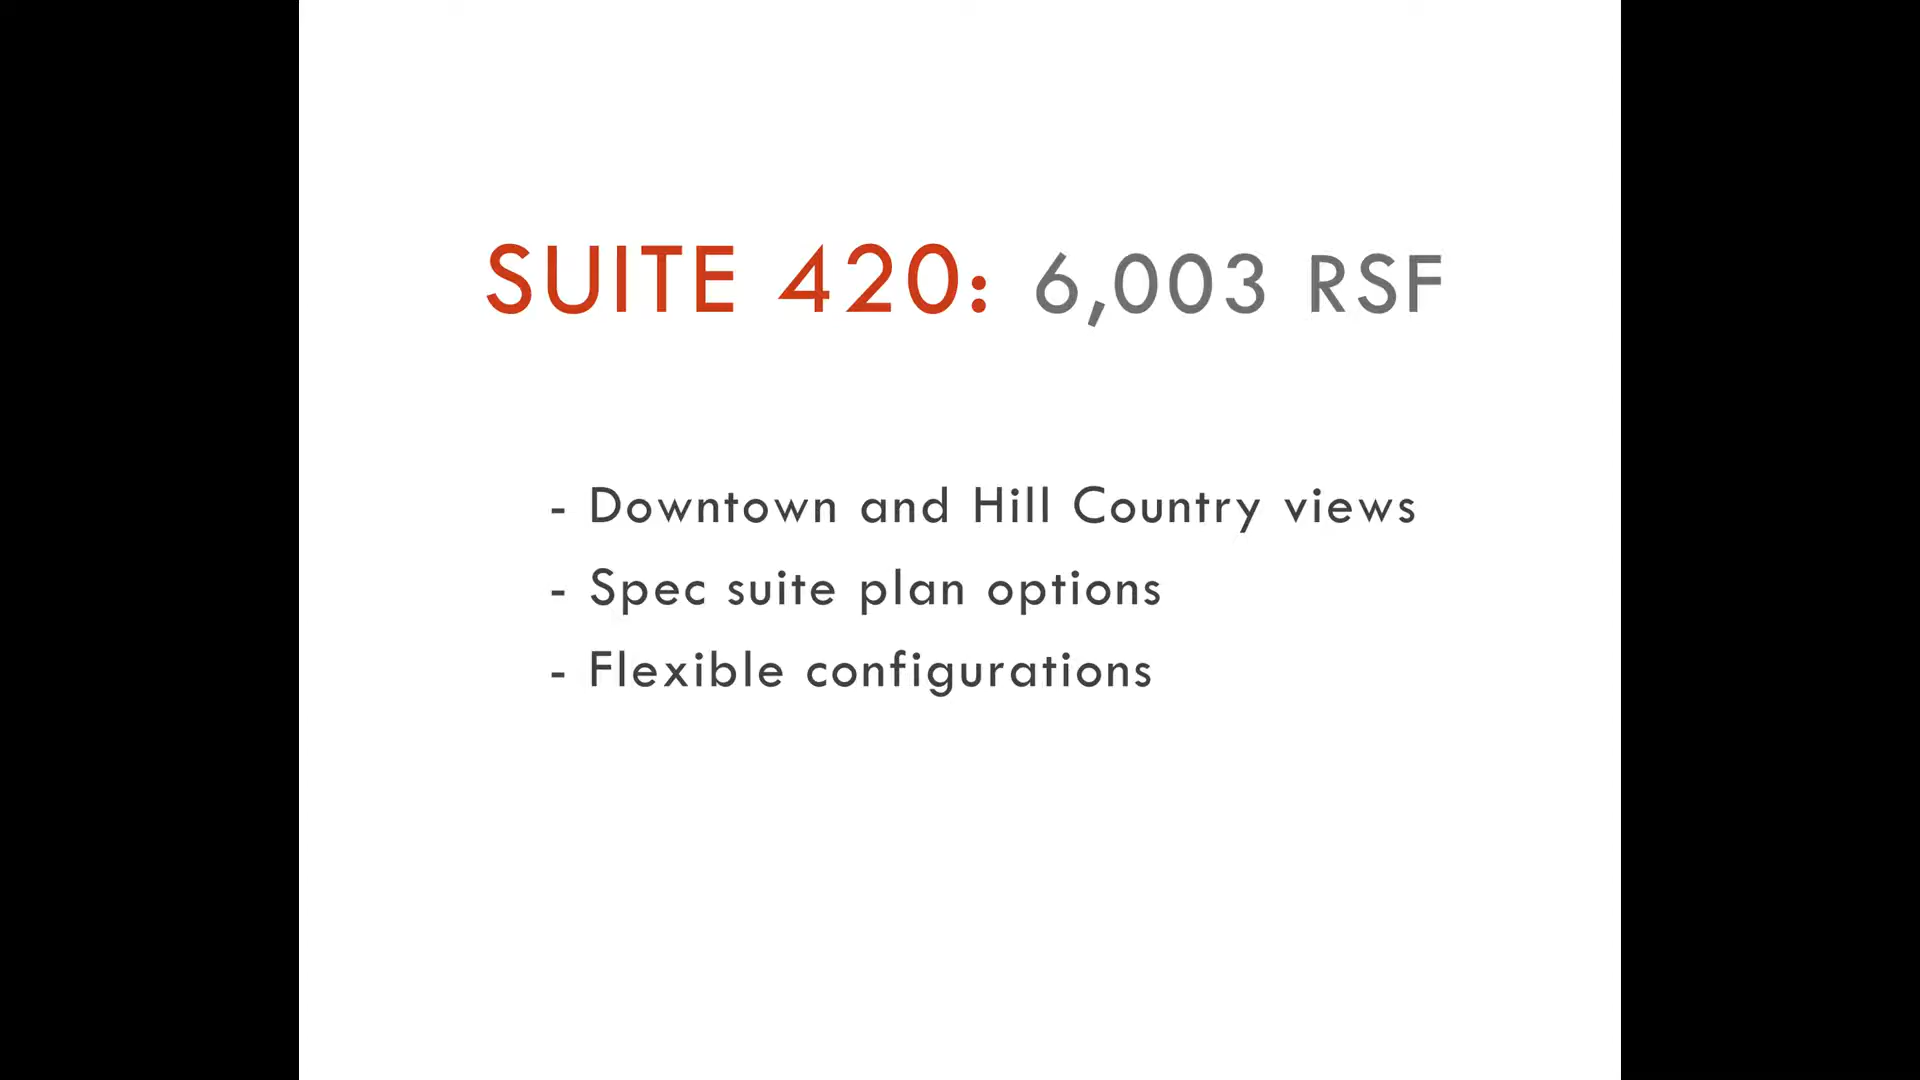 SUITE 420: 6,003 RSF
- Downtown and Hill Country views
- Spec suite plan options
- Flexible configurations